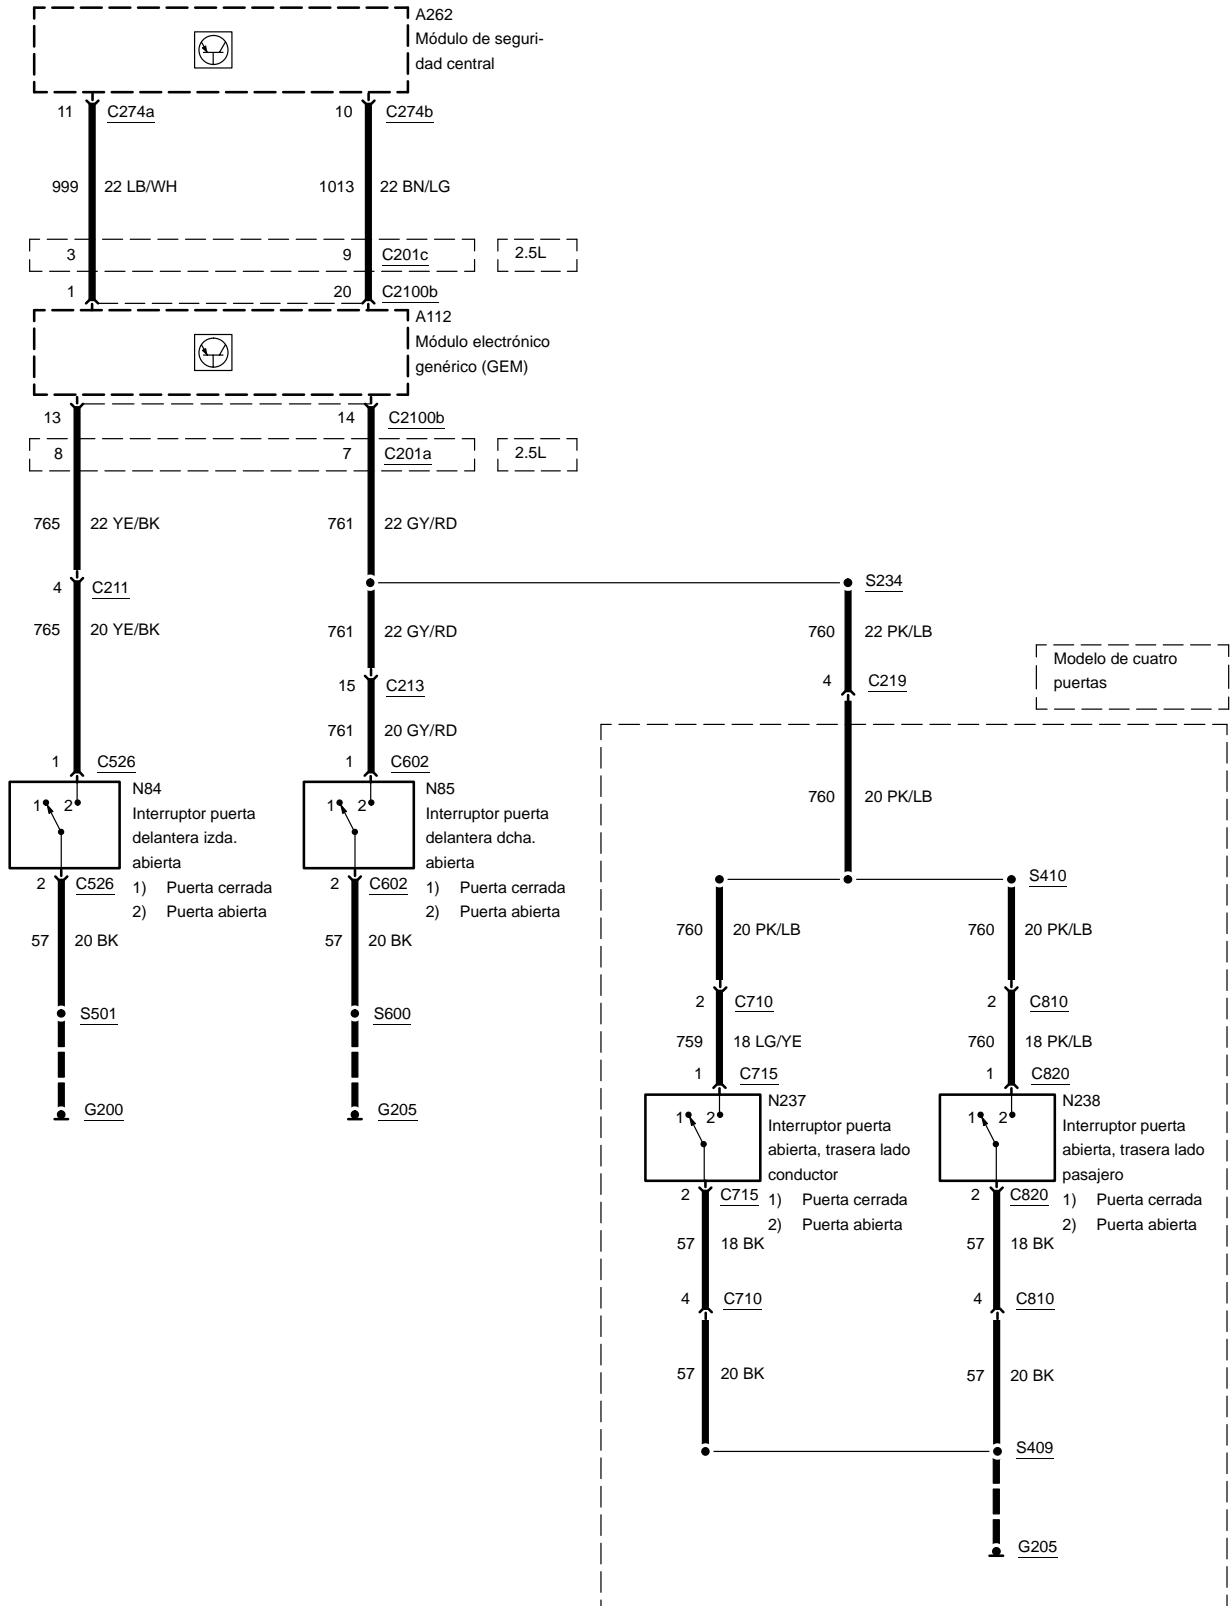 A262
Módulo de seguri-
dad central
11 C274a 10 C274b
999 22 LB/WH 1013 22 BN/LG
3 9 C201c 2.5L
1 20 C2100b
A112
Módulo electrónico
genérico (GEM)
13 14 C2100b
8 7 C201a 2.5L
765 22 YE/BK 761 22 GY/RD
S234
4 C211
765 20 YE/BK 761 22 GY/RD 760 22 PK/LB
Modelo de cuatro
puertas
15 C213 4 C219
761 20 GY/RD
1 C526 1 C602
N84
Interruptor puerta
delantera izda.
abierta
1) Puerta cerrada
2) Puerta abierta
1 2
2 C526
N85
Interruptor puerta
delantera dcha.
abierta
1) Puerta cerrada
2) Puerta abierta
1 2
2 C602
760 20 PK/LB
S410
57 20 BK 57 20 BK
760 20 PK/LB 760 20 PK/LB
S501 S600
2 C710 2 C810
759 18 LG/YE 760 18 PK/LB
1 C715 1 C820
G200 G205
N237
Interruptor puerta
abierta, trasera lado
conductor
1) Puerta cerrada
2) Puerta abierta
1 2
2 C715
N238
Interruptor puerta
abierta, trasera lado
pasajero
1) Puerta cerrada
2) Puerta abierta
1 2
2 C820
57 18 BK 57 18 BK
4 C710 4 C810
57 20 BK 57 20 BK
S409
G205